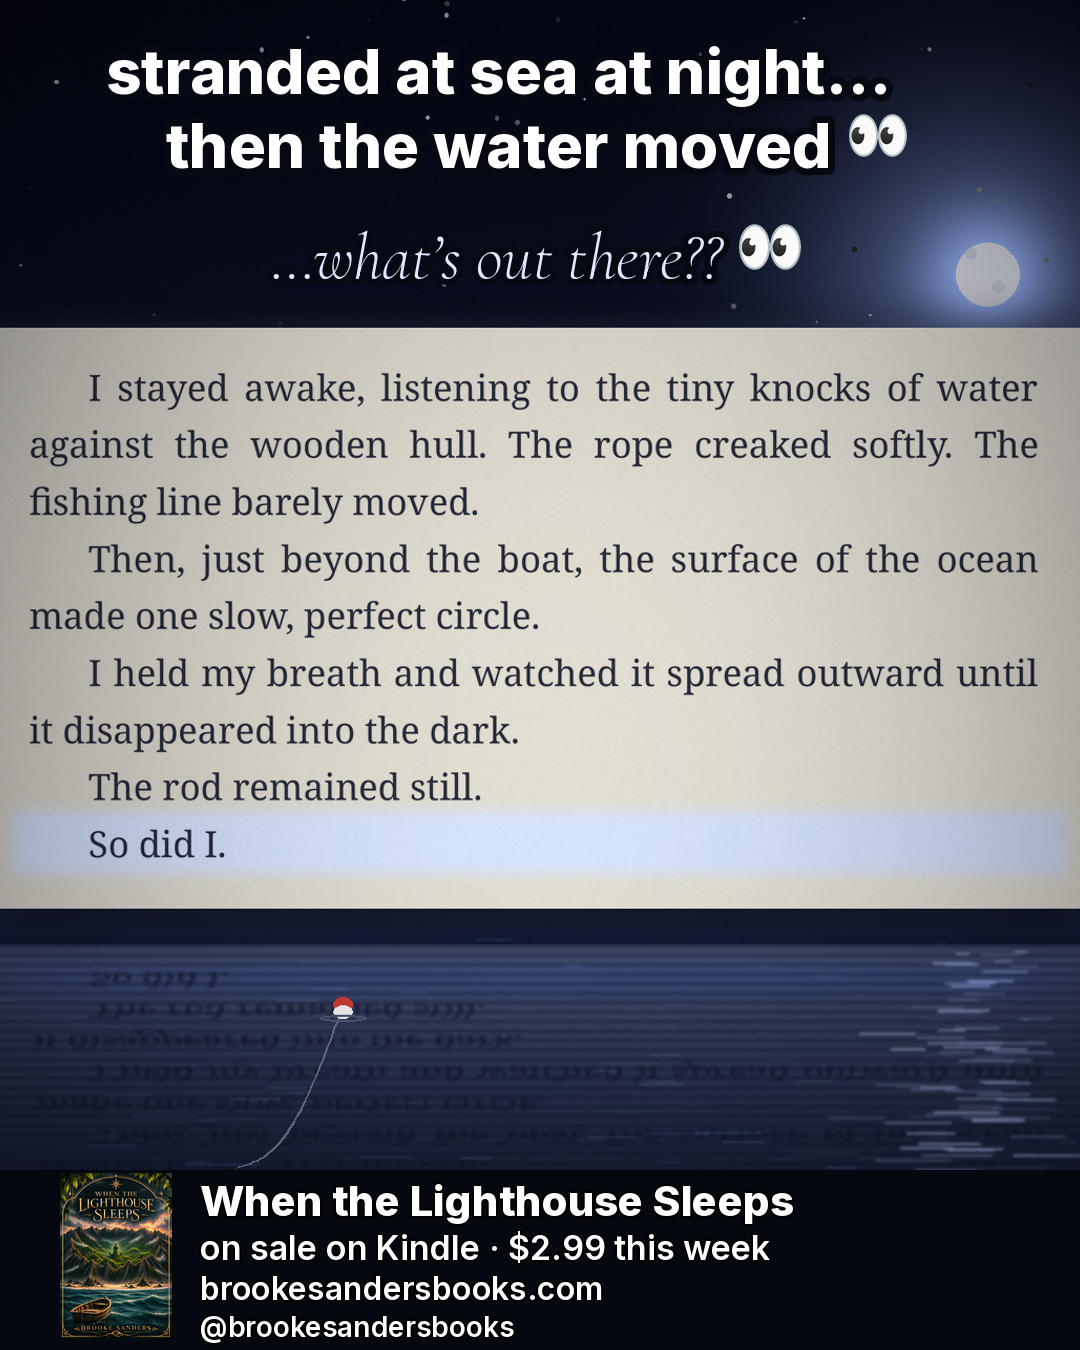 stranded at sea at night...
then the water moved 👀
...what's out there?? 👀
I stayed awake, listening to the tiny knocks of water
against the wooden hull. The rope creaked softly. The
fishing line barely moved.
Then, just beyond the boat, the surface of the ocean
made one slow, perfect circle.
I held my breath and watched it spread outward until
it disappeared into the dark.
The rod remained still.
So did I.
WHEN THE
LIGHTHOUSE
SLEEPS
BROOKE SANDERS
When the Lighthouse Sleeps
on sale on Kindle · $2.99 this week
brookesandersbooks.com
@brookesandersbooks